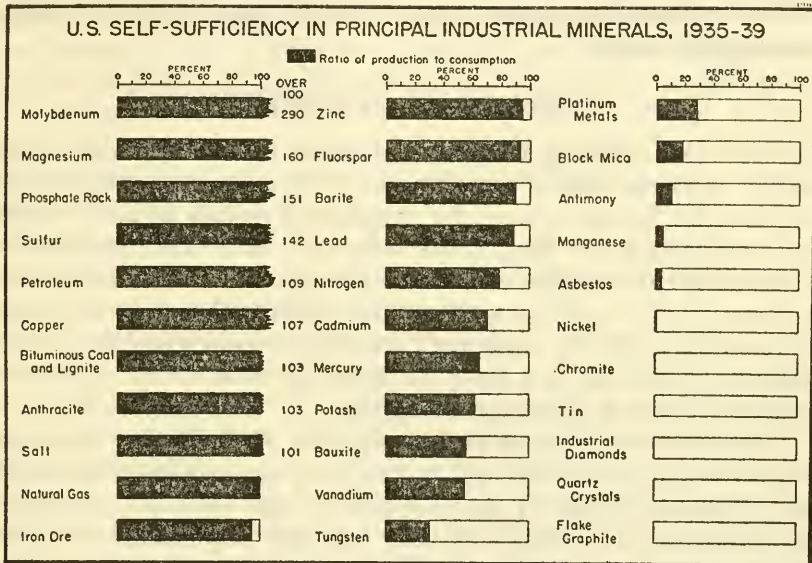 U.S. SELF-SUFFICIENCY IN PRINCIPAL INDUSTRIAL MINERALS, 1935-39
Ratio of production to consumption
PERCENT
0 20 40 60 80 100
OVER
100
Molybdenum 290
Magnesium 160
Phosphate Rock 151
Sulfur 142
Petroleum 109
Copper 107
Bituminous Coal
and Lignite 103
Anthracite 103
Salt 101
Natural Gas
Iron Ore
PERCENT
0 20 40 60 80 100
Zinc
Fluorspar
Barite
Lead
Nitrogen
Cadmium
Mercury
Potash
Bauxite
Vanadium
Tungsten
PERCENT
0 20 40 60 80 100
Platinum
Metals
Block Mica
Antimony
Manganese
Asbestos
Nickel
Chromite
Tin
Industrial
Diamonds
Quartz
Crystals
Flake
Graphite